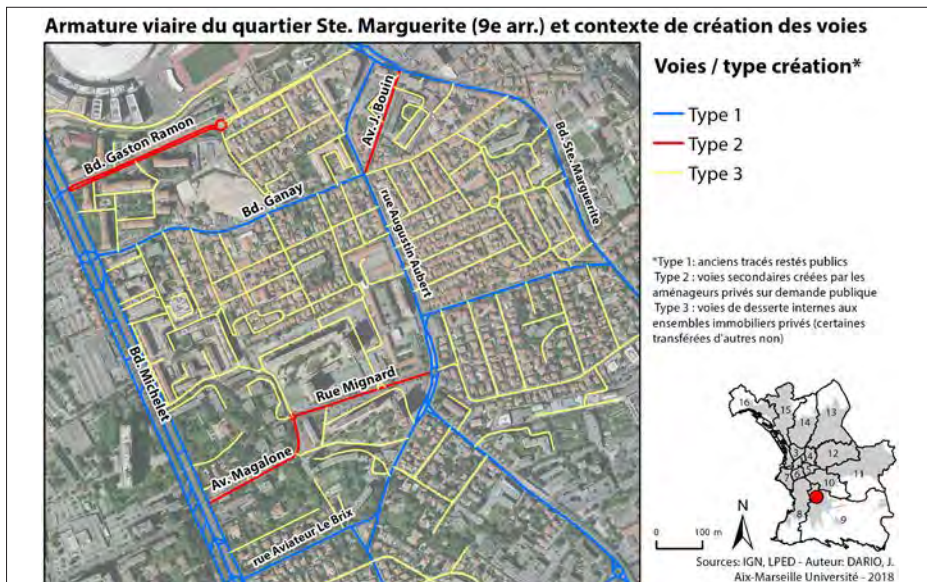 Armature viaire du quartier Ste. Marguerite (9e arr.) et contexte de création des voies
Bd. Gaston Ramon
Av. J. Bouin
Bd. Ste. Marguerite
Bd. Ganay
rue Augustin Aubert
Bd. Michelet
Rue Mignard
Av. Magalone
rue Aviateur Le Brix
Voies / type création*
Type 1
Type 2
Type 3
*Type 1: anciens tracés restés publics
Type 2 : voies secondaires créées par les
aménageurs privés sur demande publique
Type 3 : voies de desserte internes aux
ensembles immobiliers privé (certaines
transférées d'autres non)
16
15
14
13
3
4
12
11
10
8
9
N
0 100 m
Sources: IGN, LPED - Auteur: DARIO, J.
Aix-Marseille Université - 2018